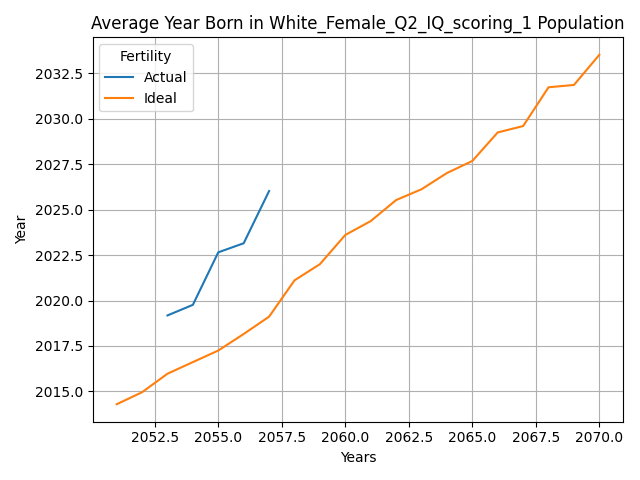 Average Year Born in White_Female_Q2_IQ_scoring_1 Population
Fertility
Actual
Ideal
Year
2032.5
2030.0
2027.5
2025.0
2022.5
2020.0
2017.5
2015.0
2052.5 2055.0 2057.5 2060.0 2062.5 2065.0 2067.5 2070.0
Years